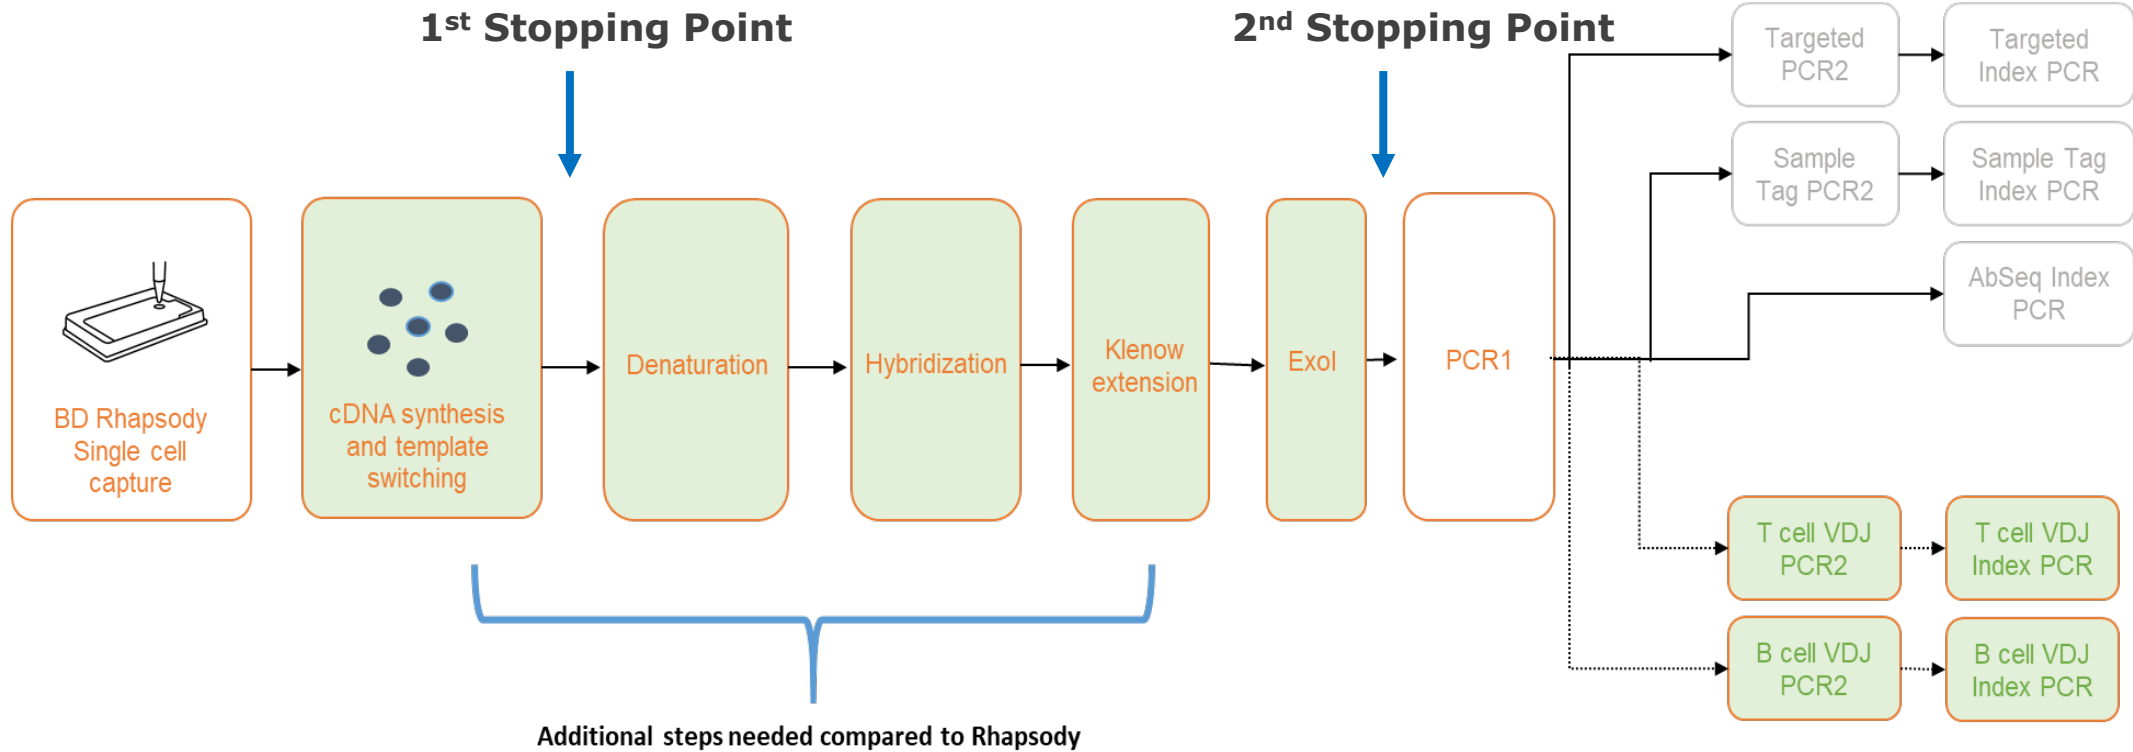 1st Stopping Point
2nd Stopping Point
BD Rhapsody
Single cell
capture
cDNA synthesis
and template
switching
Denaturation
Hybridization
Klenow
extension
ExoI
PCR1
Targeted
PCR2
Targeted
Index PCR
Sample
Tag PCR2
Sample Tag
Index PCR
AbSeq Index
PCR
T cell VDJ
PCR2
T cell VDJ
Index PCR
B cell VDJ
PCR2
B cell VDJ
Index PCR
Additional steps needed compared to Rhapsody